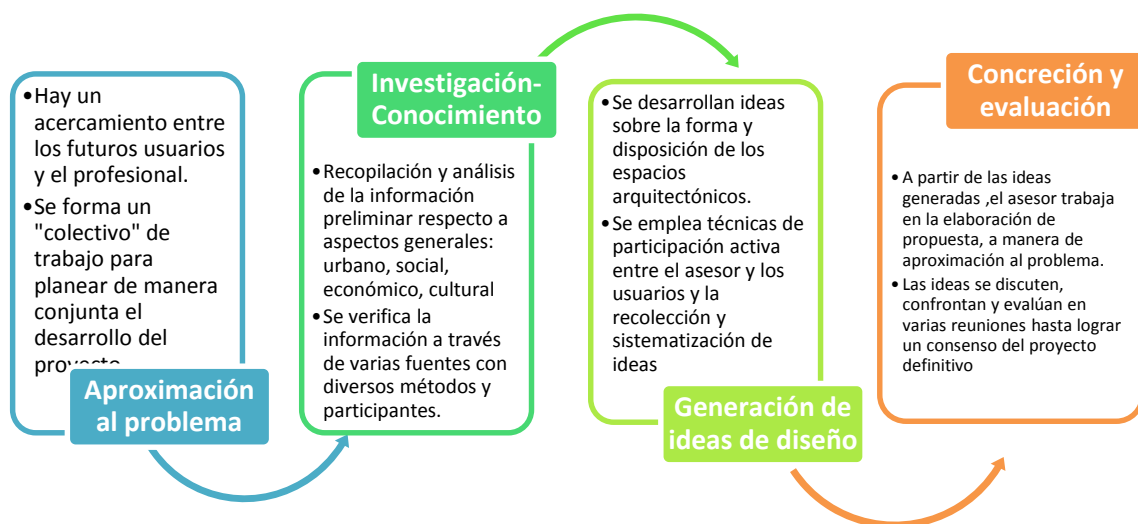 •Hay un
acercamiento entre
los futuros usuarios
y el profesional.
•Se forma un
"colectivo" de
trabajo para
planear de manera
conjunta el
desarrollo del
proyecto
Aproximación
al problema
Investigación-
Conocimiento
•Recopilación y análisis
de la información
preliminar respecto a
aspectos generales:
urbano, social,
económico, cultural
•Se verifica la
información a través
de varias fuentes con
diversos métodos y
participantes.
•Se desarrollan ideas
sobre la forma y
disposición de los
espacios
arquitectónicos.
•Se emplea técnicas de
participación activa
entre el asesor y los
usuarios y la
recolección y
sistematización de
ideas
Generación de
ideas de diseño
Concreción y
evaluación
• A partir de las ideas
generadas ,el asesor trabaja
en la elaboración de
propuesta, a manera de
aproximación al problema.
• Las ideas se discuten,
confrontan y evalúan en
varias reuniones hasta lograr
un consenso del proyecto
definitivo